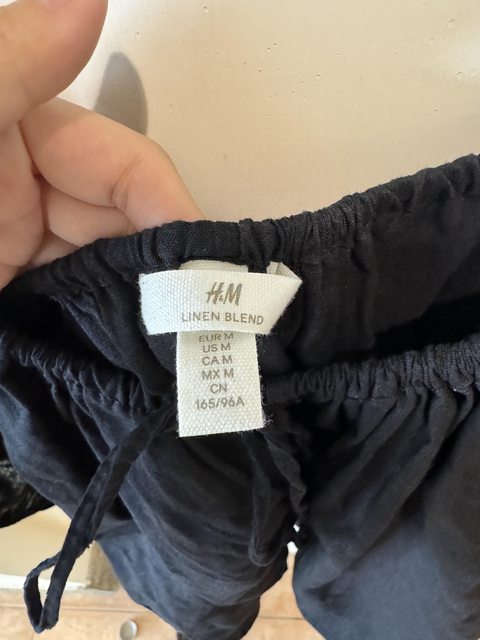 H&M
LINEN BLEND
EUR M
US M
CA M
MX M
CN
165/96A